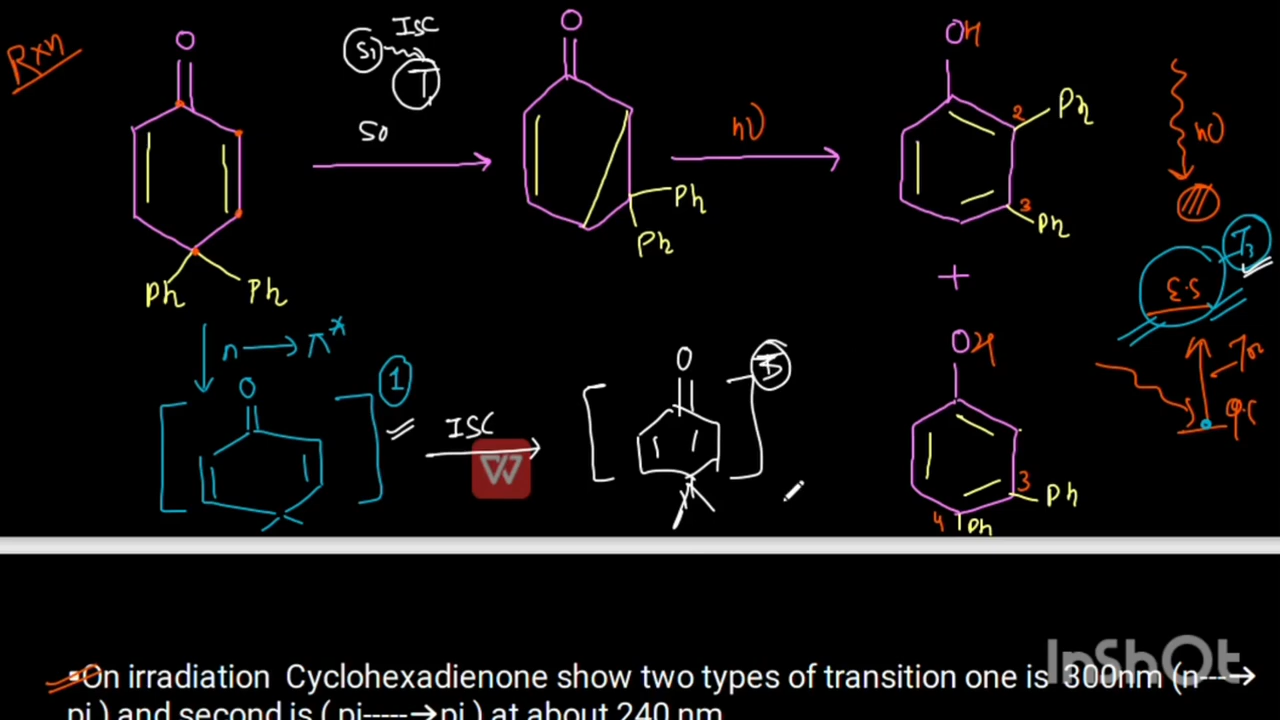 Rxn
O
ISC
S1
T1
S0
Ph Ph
O
Ph
Ph
hν
OH
2
Ph
3
Ph
+
OH
3
Ph
4
Ph
hν
T3
E.S
n → π*
O
1
ISC
O
3
InShOt
On irradiation Cyclohexadienone show two types of transition one is 300nm (n----→
pi ) and second is ( pi-----→pi ) at about 240 nm